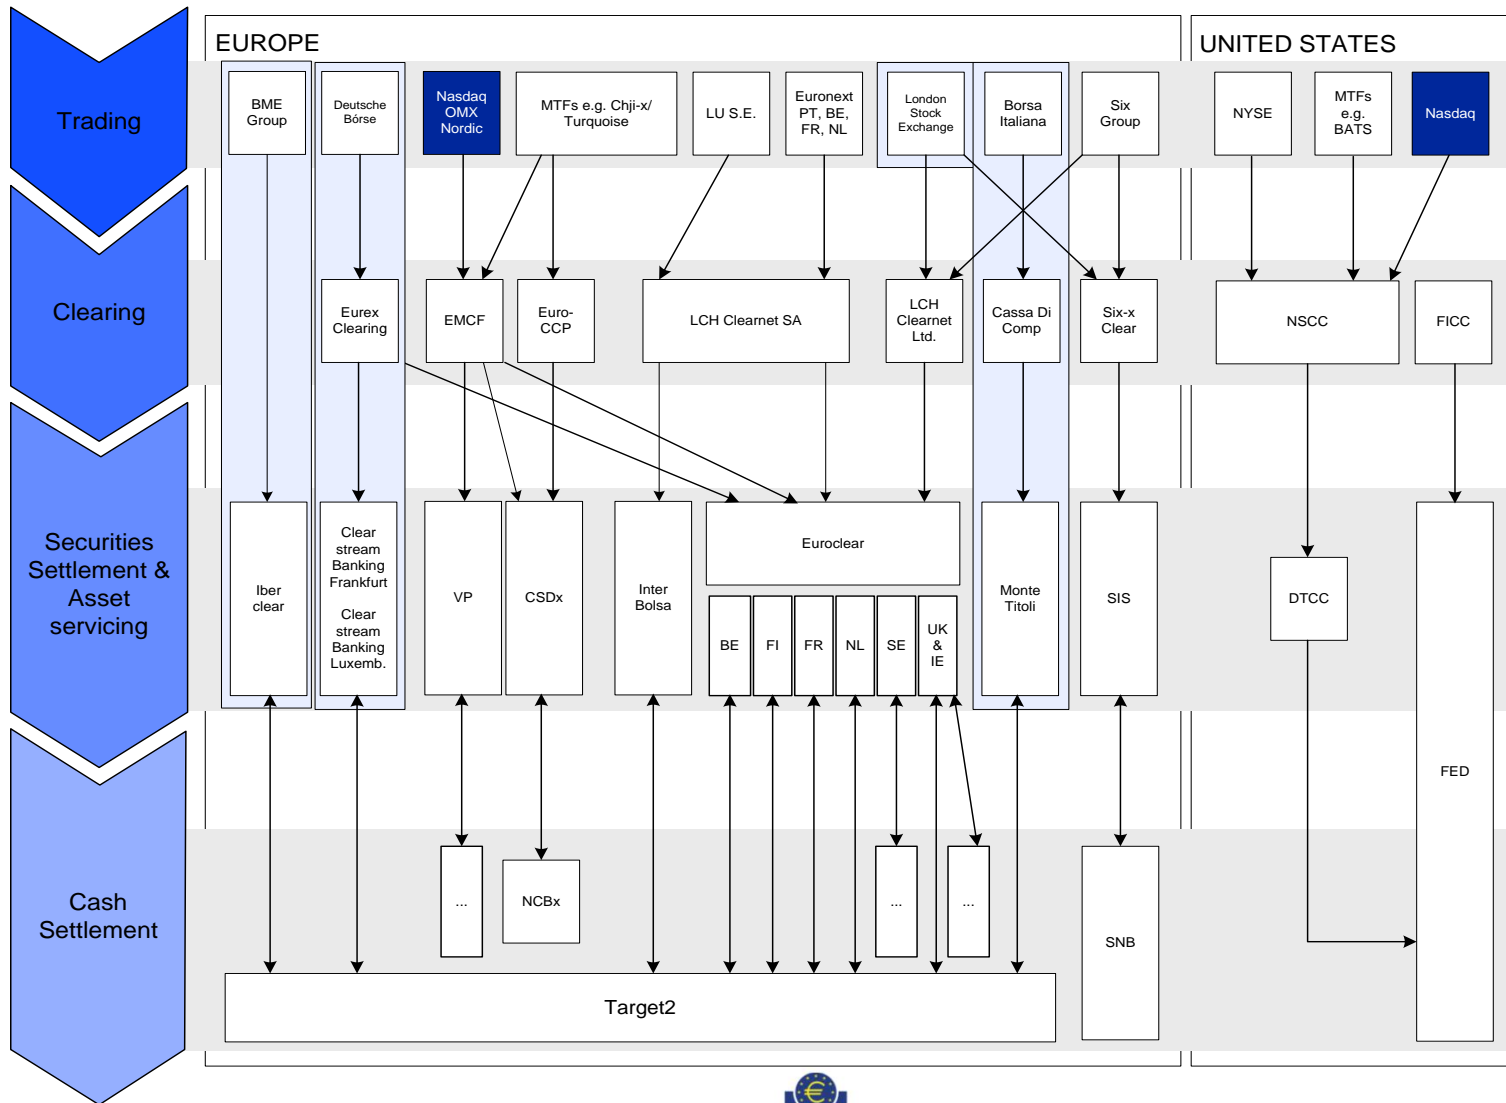 EUROPE
UNITED STATES
Trading
BME
Group
Deutsche
Börse
Nasdaq
OMX
Nordic
MTFs e.g. Chji-x/
Turquoise
LU S.E.
Euronext
PT, BE,
FR, NL
London
Stock
Exchange
Borsa
Italiana
Six
Group
NYSE
MTFs
e.g.
BATS
Nasdaq
Clearing
Eurex
Clearing
EMCF
Euro-
CCP
LCH Clearnet SA
LCH
Clearnet
Ltd.
Cassa Di
Comp
Six-x
Clear
NSCC
FICC
Securities
Settlement &
Asset
servicing
Iber
clear
Clear
stream
Banking
Frankfurt
Clear
stream
Banking
Luxemb.
VP
CSDx
Inter
Bolsa
Euroclear
BE
FI
FR
NL
SE
UK
&
IE
Monte
Titoli
SIS
DTCC
FED
Cash
Settlement
...
NCBx
...
...
SNB
Target2